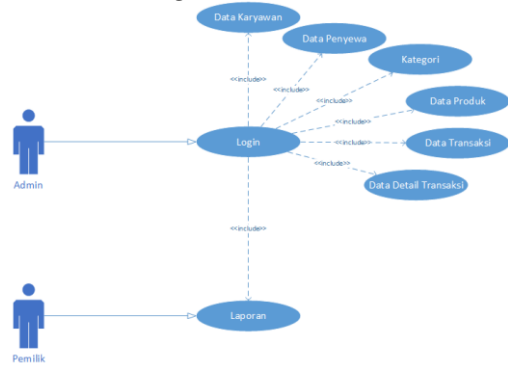 Data Karyawan
Data Penyewa
<<include>>
Kategori
<<include>>
<<include>>
Data Produk
<<include>>
Login
<<include>>
Data Transaksi
<<include>>
Admin
Data Detail Transaksi
<<include>>
Laporan
Pemilik